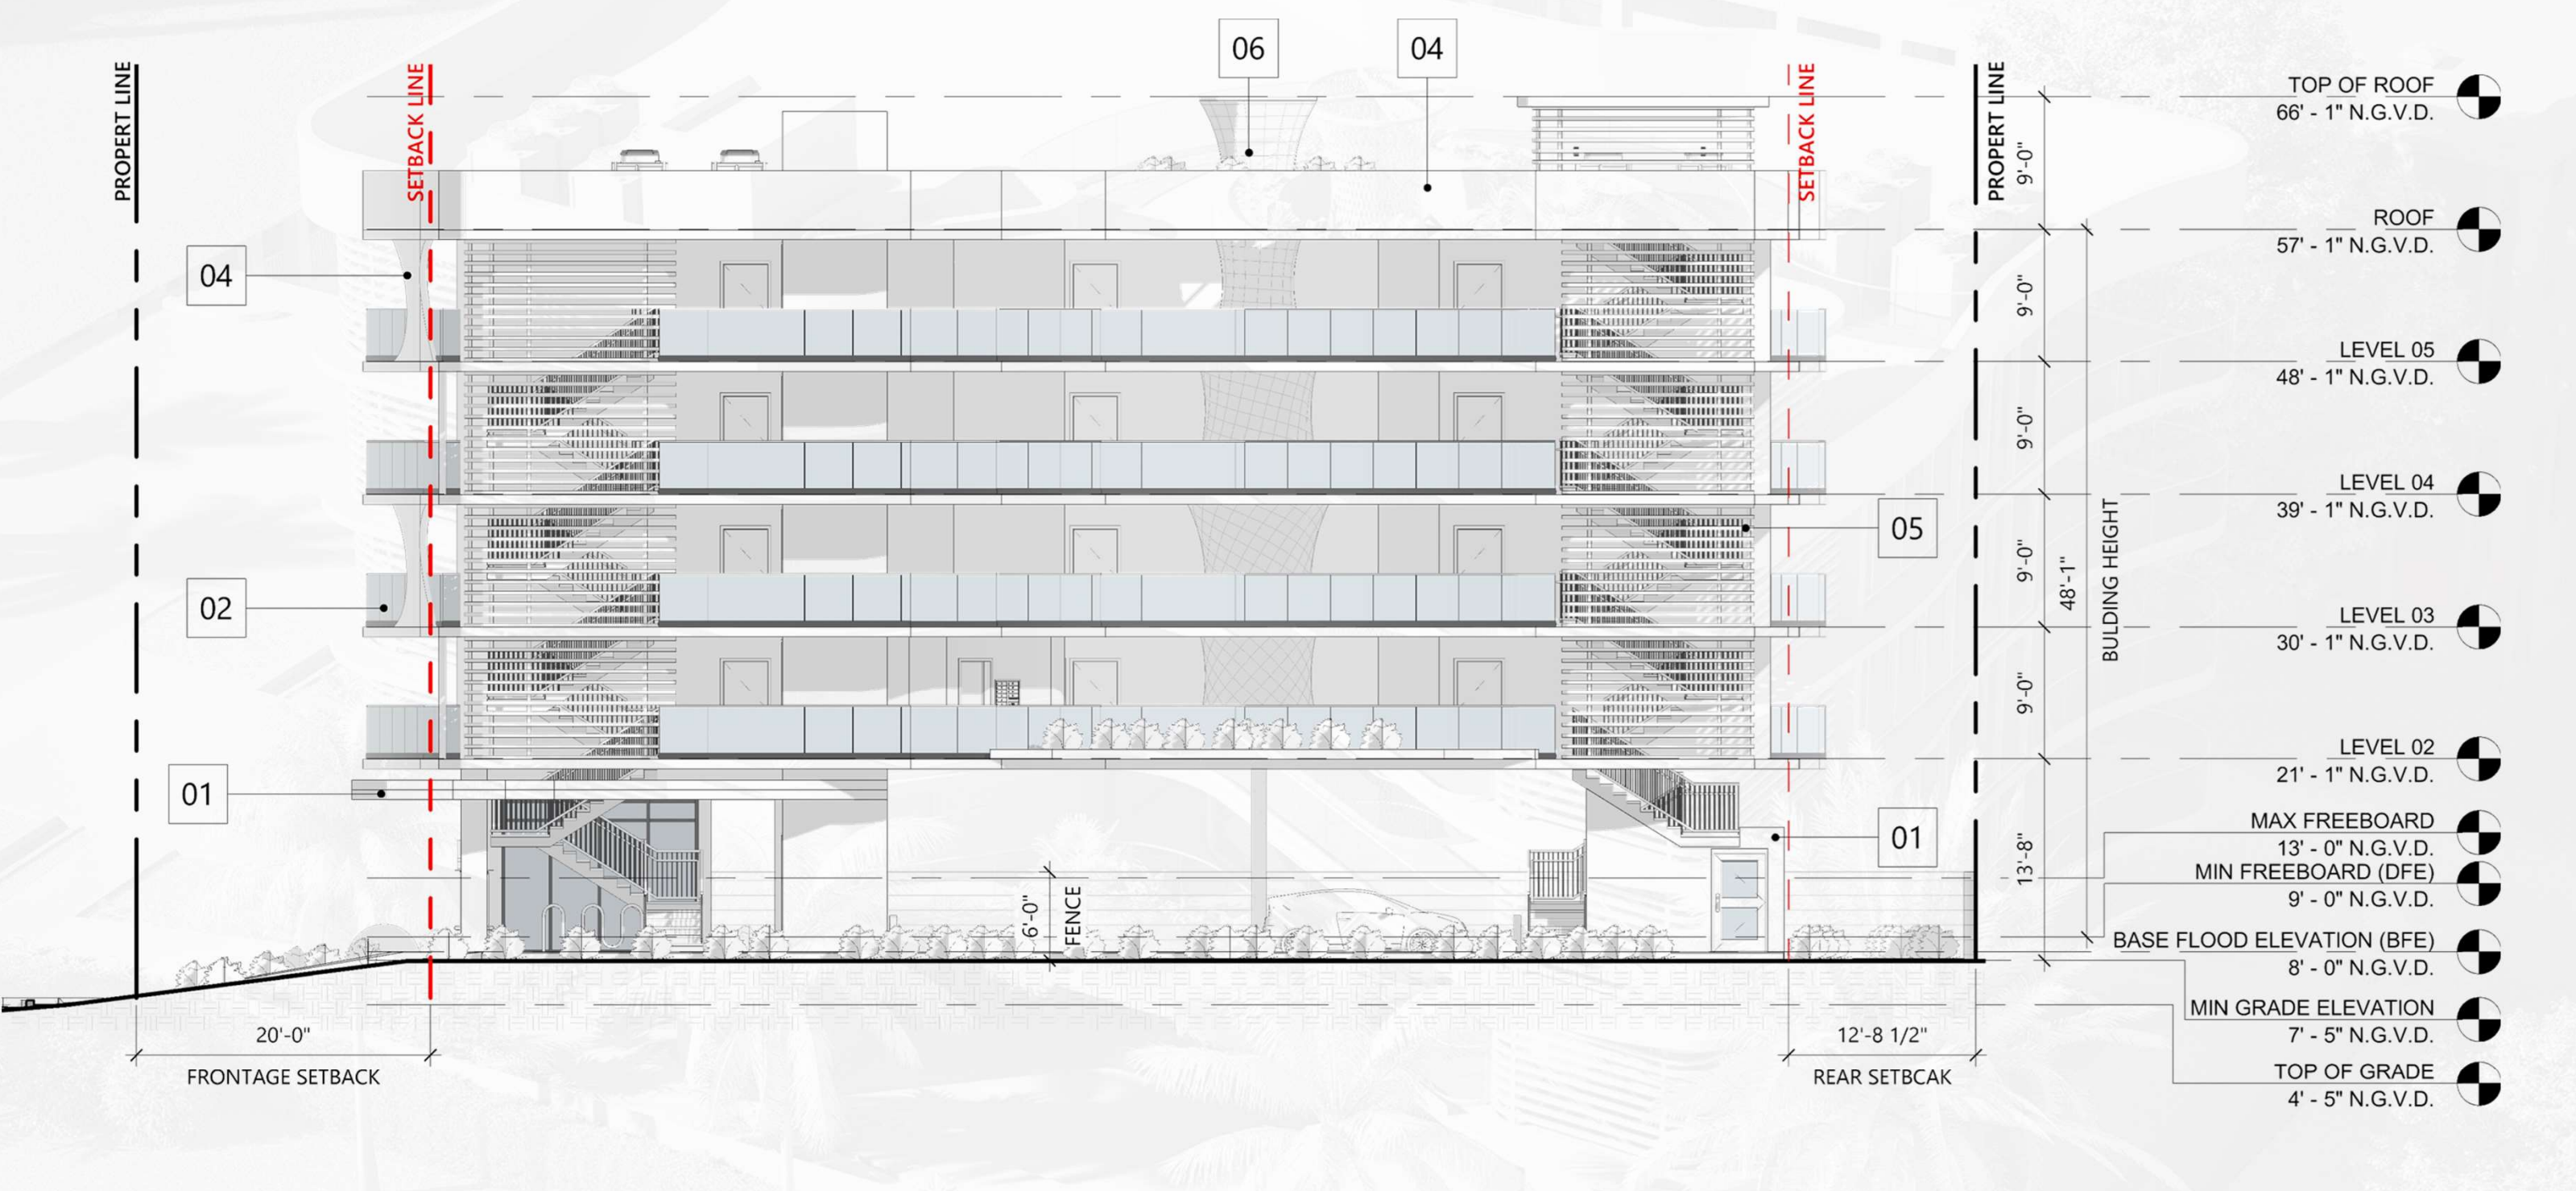 06
04
PROPERT LINE
SETBACK LINE
SETBACK LINE
PROPERT LINE
TOP OF ROOF
66' - 1" N.G.V.D.
9'-0"
ROOF
57' - 1" N.G.V.D.
04
9'-0"
LEVEL 05
48' - 1" N.G.V.D.
9'-0"
LEVEL 04
39' - 1" N.G.V.D.
05
9'-0"
48'-1"
BULDING HEIGHT
02
LEVEL 03
30' - 1" N.G.V.D.
9'-0"
LEVEL 02
21' - 1" N.G.V.D.
01
01
MAX FREEBOARD
13' - 0" N.G.V.D.
13'-8"
MIN FREEBOARD (DFE)
9' - 0" N.G.V.D.
6'-0"
FENCE
BASE FLOOD ELEVATION (BFE)
8' - 0" N.G.V.D.
MIN GRADE ELEVATION
7' - 5" N.G.V.D.
20'-0"
12'-8 1/2"
FRONTAGE SETBACK
REAR SETBCAK
TOP OF GRADE
4' - 5" N.G.V.D.